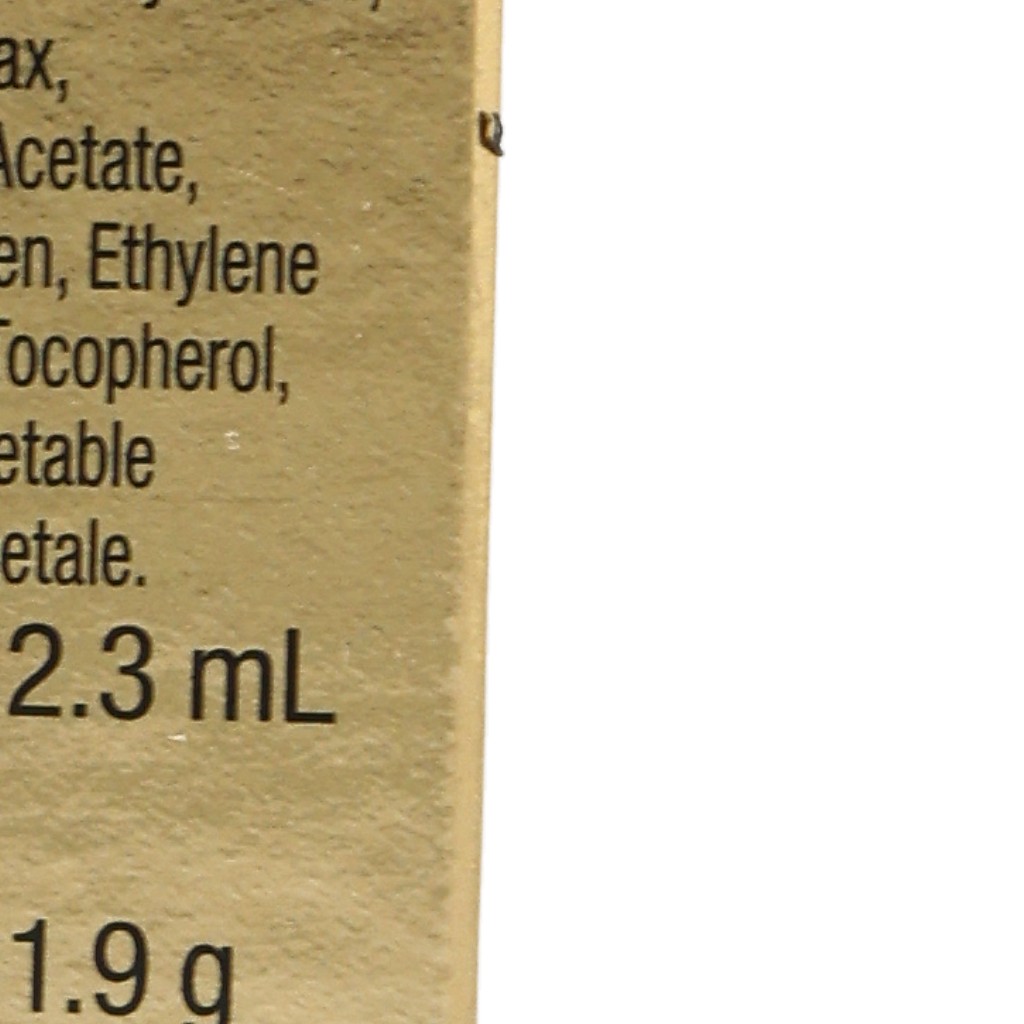 ax,
Acetate,
en, Ethylene
Tocopherol,
etable
etale.
2.3 mL
1.9 g